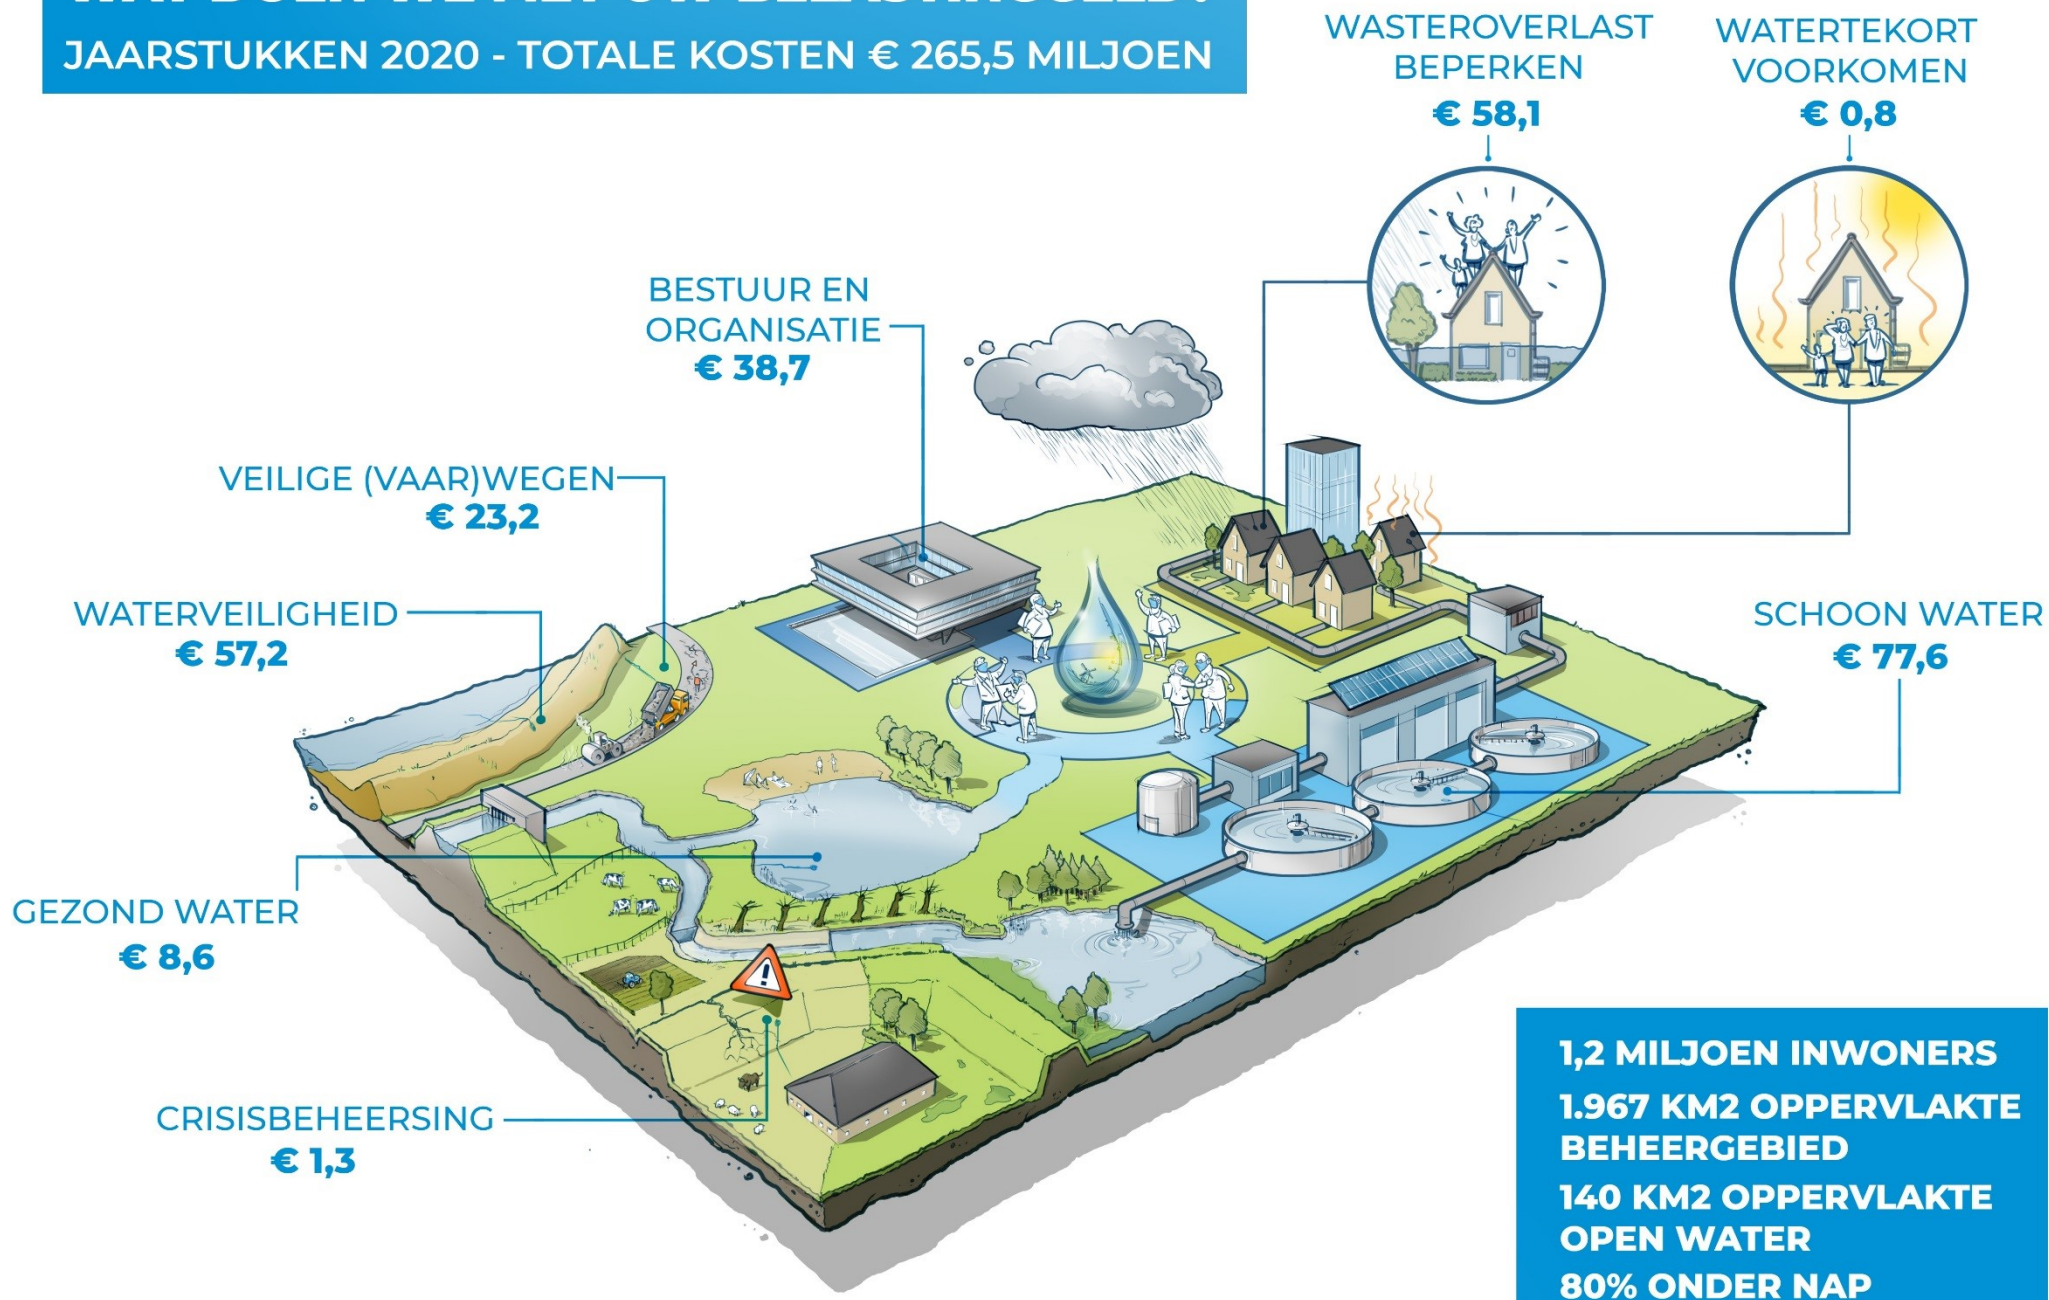 JAARSTUKKEN 2020 - TOTALE KOSTEN € 265,5 MILJOEN
WASTEROVERLAST
BEPERKEN
€ 58,1
WATERTEKORT
VOORKOMEN
€ 0,8
BESTUUR EN
ORGANISATIE
€ 38,7
VEILIGE (VAAR)WEGEN
€ 23,2
WATERVEILIGHEID
€ 57,2
SCHOON WATER
€ 77,6
GEZOND WATER
€ 8,6
CRISISBEHEERSING
€ 1,3
1,2 MILJOEN INWONERS
1.967 KM2 OPPERVLAKTE
BEHEERGEBIED
140 KM2 OPPERVLAKTE
OPEN WATER
80% ONDER NAP